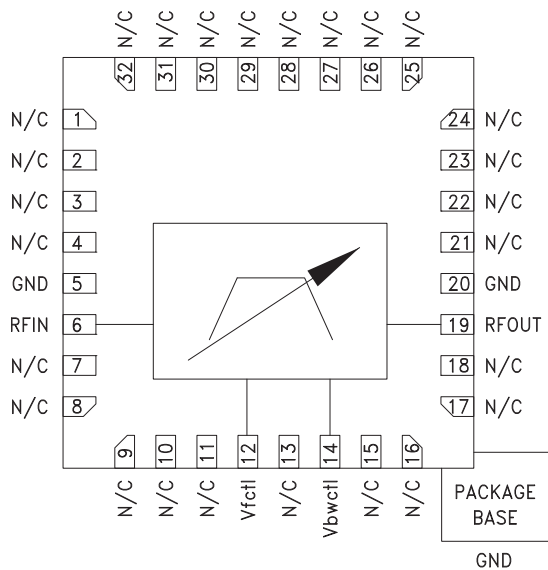 N/C N/C N/C N/C N/C N/C N/C N/C
32 31 30 29 28 27 26 25
N/C 1 24 N/C
N/C 2 23 N/C
N/C 3 22 N/C
N/C 4 21 N/C
GND 5 20 GND
RFIN 6 19 RFOUT
N/C 7 18 N/C
N/C 8 17 N/C
9 10 11 12 13 14 15 16
N/C N/C N/C Vfctl N/C Vbwctl N/C N/C
PACKAGE
BASE
GND